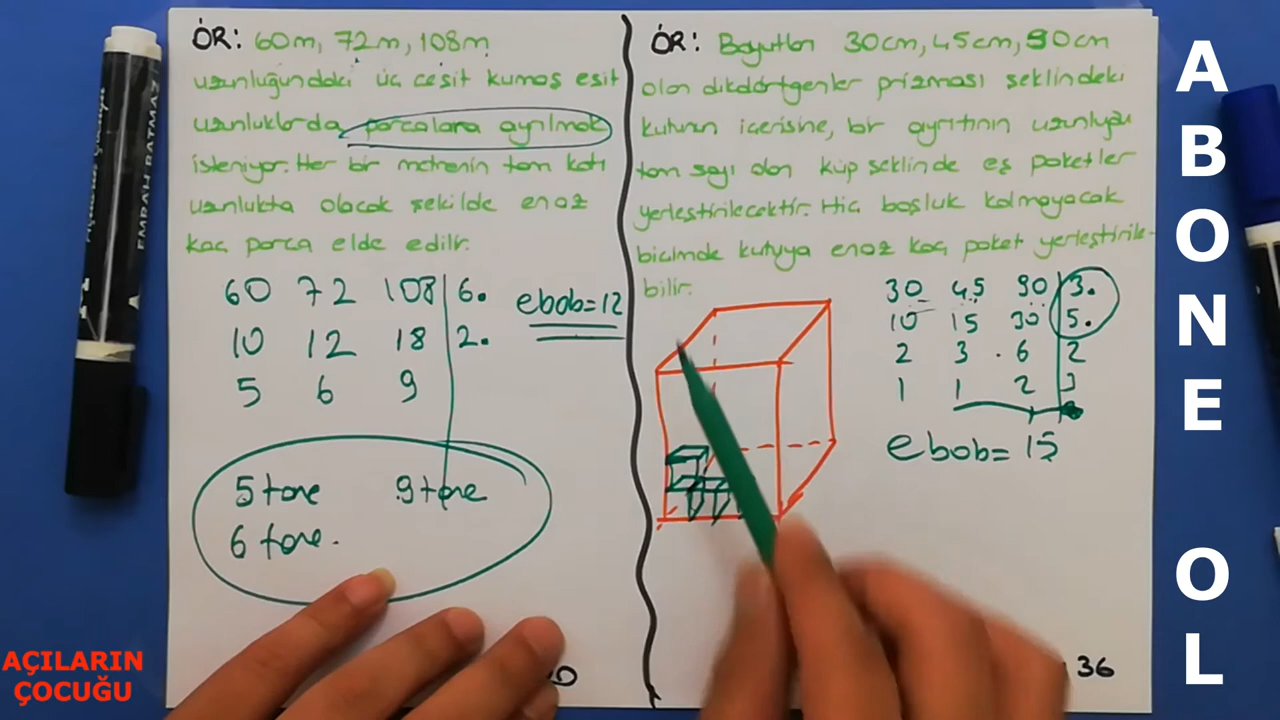 ÖR: 60m, 72m, 108m
uzunluğundaki üç çeşit kumaş eşit
uzunluklarda parçalara ayrılmak
isteniyor. Her bir metrenin tam katı
uzunlukta olacak şekilde enaz
kaç parça elde edilir.
60 72 108 6.
10 12 18 2.
5 6 9
ebob=12
5 tane 9 tane
6 tane.
ÖR: Boyutları 30cm, 45cm, 90cm
olan dikdörtgenler prizması şeklindeki
kutunun içerisine, bir ayrıtının uzunluğu
tam sayı olan küp şeklinde eş paketler
yerleştirilecektir. Hiç boşluk kalmayacak
biçimde kutuya enaz kaç paket yerleştirile-
bilir.
30 45 90 3.
10 15 30 5.
2 3 6 2
1 1 2
ebob= 15
36
ABONE OL
AÇILARIN
ÇOCUĞU